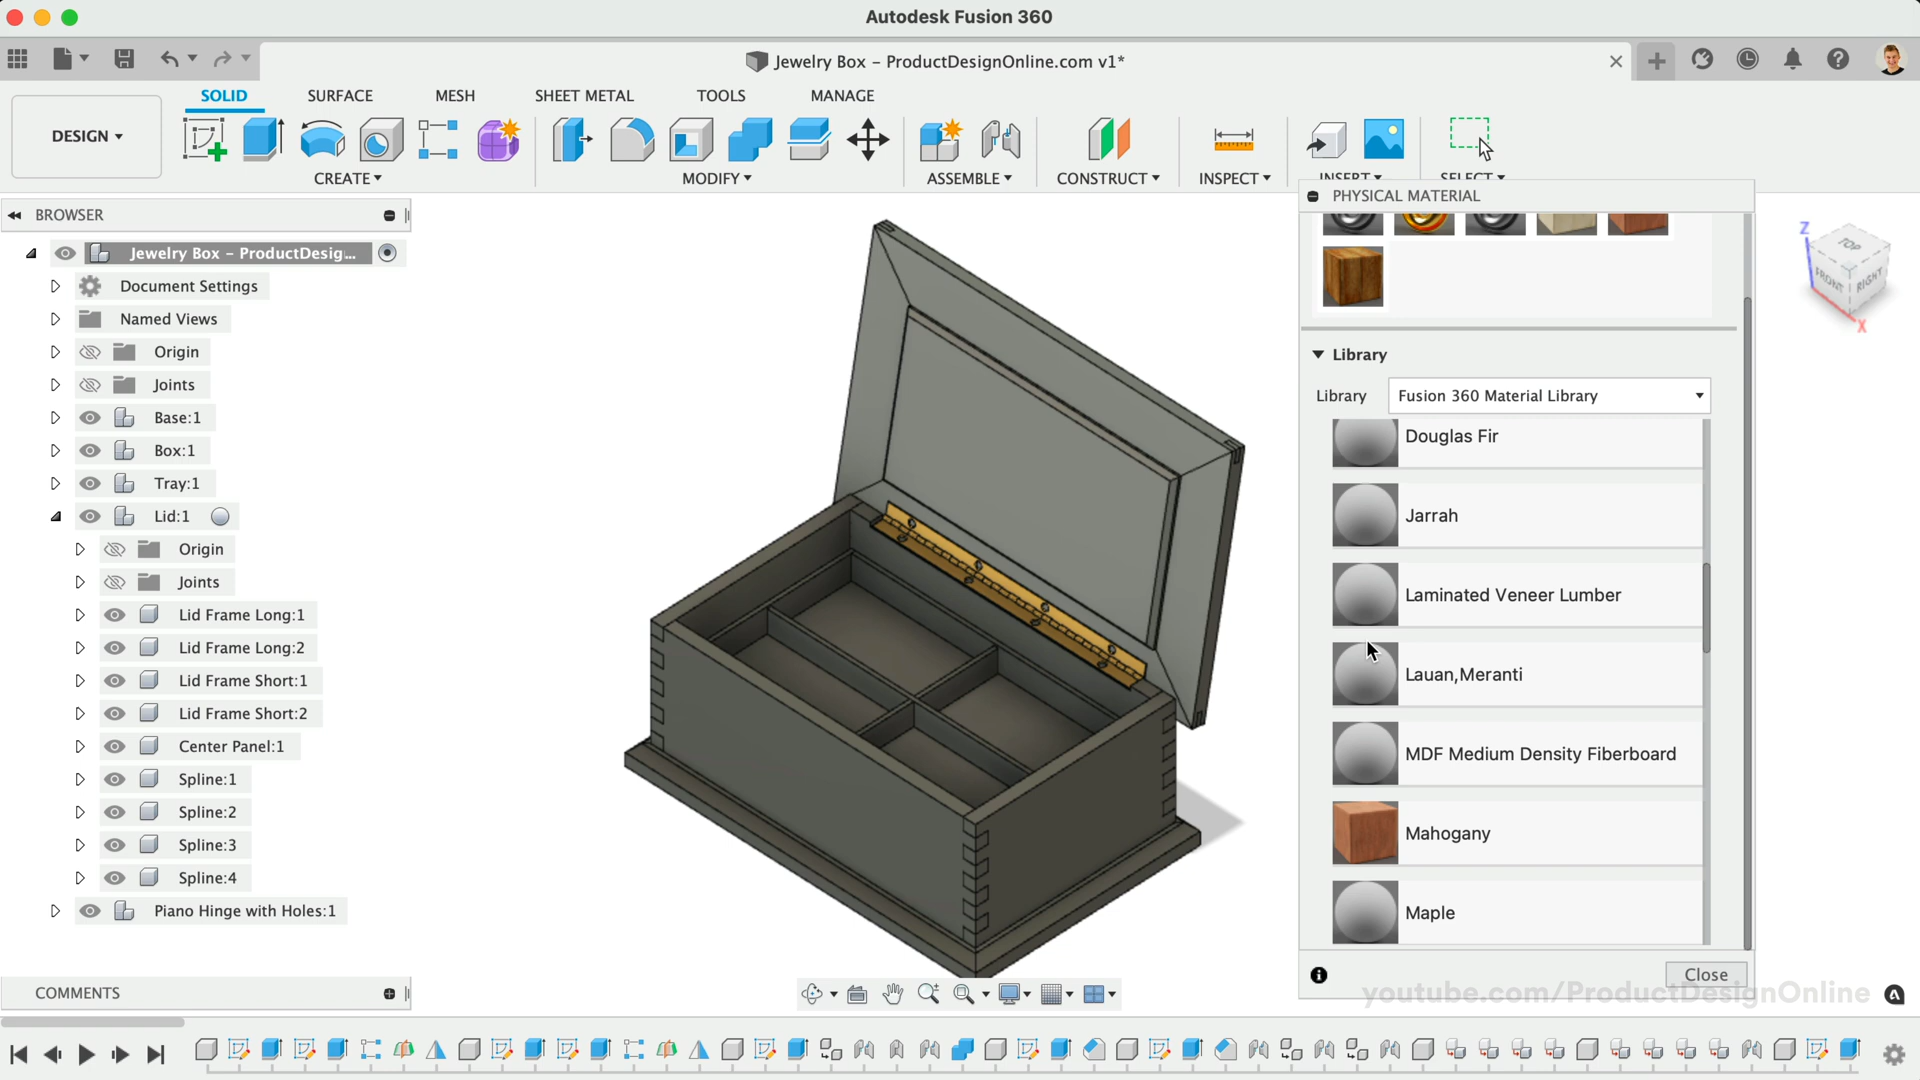 Autodesk Fusion 360
Jewelry Box – ProductDesignOnline.com v1*
SOLID
SURFACE
MESH
SHEET METAL
TOOLS
MANAGE
DESIGN
CREATE
MODIFY
ASSEMBLE
CONSTRUCT
INSPECT
INSERT
SELECT
BROWSER
Jewelry Box – ProductDesig...
Document Settings
Named Views
Origin
Joints
Base:1
Box:1
Tray:1
Lid:1
Origin
Joints
Lid Frame Long:1
Lid Frame Long:2
Lid Frame Short:1
Lid Frame Short:2
Center Panel:1
Spline:1
Spline:2
Spline:3
Spline:4
Piano Hinge with Holes:1
COMMENTS
PHYSICAL MATERIAL
Library
Library
Fusion 360 Material Library
Douglas Fir
Jarrah
Laminated Veneer Lumber
Lauan,Meranti
MDF Medium Density Fiberboard
Mahogany
Maple
Close
youtube.com/ProductDesignOnline
Z
TOP
FRONT
RIGHT
X